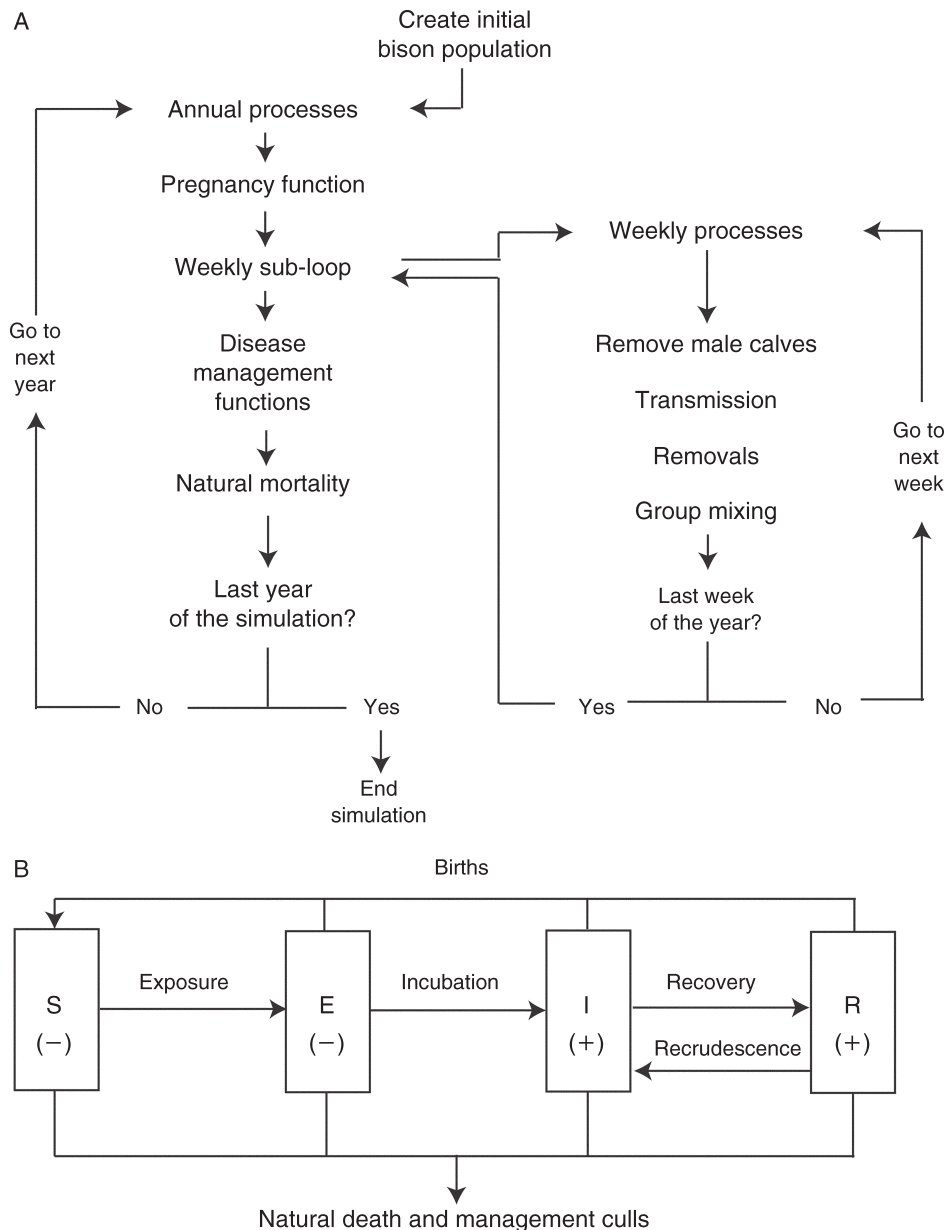 A
Create initial
bison population
Annual processes
Pregnancy function
Weekly sub-loop
Disease
management
functions
Natural mortality
Last year
of the simulation?
Go to
next
year
No
Yes
End
simulation
Weekly processes
Remove male calves
Transmission
Removals
Group mixing
Last week
of the year?
Go to
next
week
Yes
No
B
Births
S
(−)
Exposure
E
(−)
Incubation
I
(+)
Recovery
Recrudescence
R
(+)
Natural death and management culls